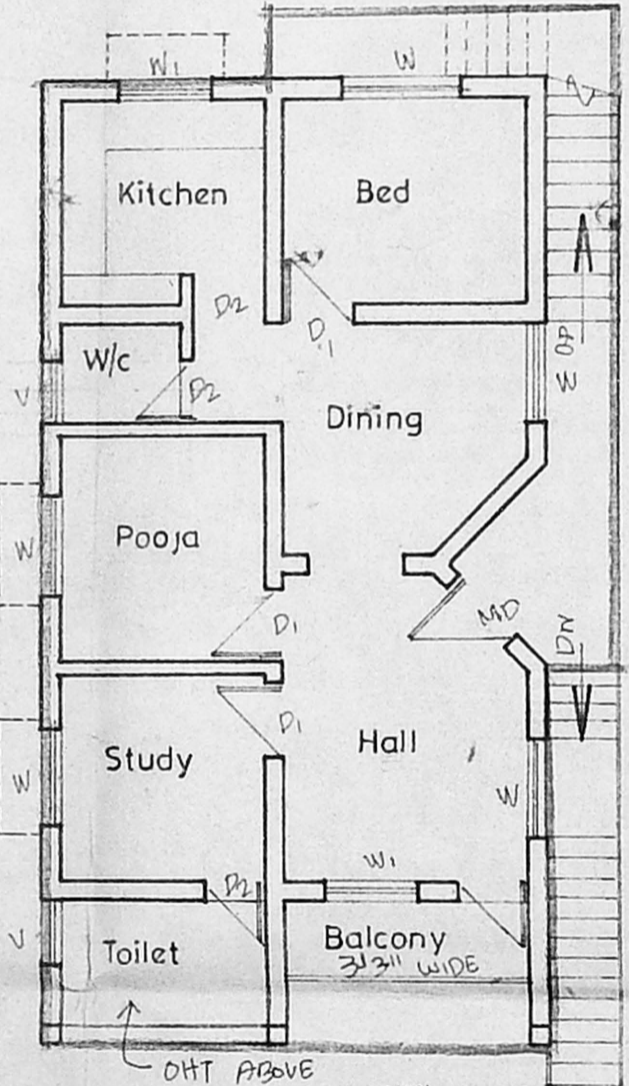 W1
W
Kitchen
Bed
D2
D1
UP
W/c
V
D2
W
Dining
Pooja
W
D1
MD
DN
D1
Hall
Study
W
W
W1
D2
V
Toilet
Balcony
3'3" WIDE
OHT ABOVE